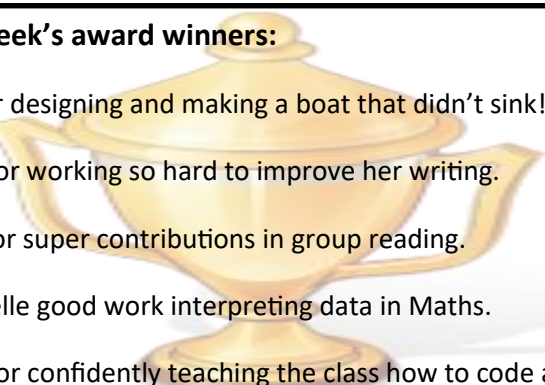 eek’s award winners:
r designing and making a boat that didn’t sink!
or working so hard to improve her writing.
or super contributions in group reading.
elle good work interpreting data in Maths.
or confidently teaching the class how to code a